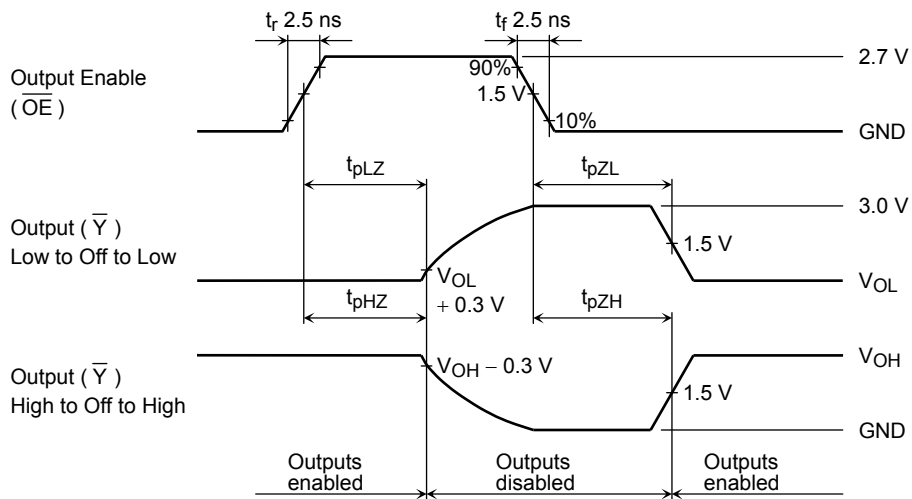 tr 2.5 ns
tf 2.5 ns
Output Enable
( OE )
90%
1.5 V
10%
2.7 V
GND
tpLZ
tpZL
Output ( Y )
Low to Off to Low
3.0 V
1.5 V
VOL
VOL
+ 0.3 V
tpHZ
tpZH
Output ( Y )
High to Off to High
VOH − 0.3 V
VOH
1.5 V
GND
Outputs
enabled
Outputs
disabled
Outputs
enabled